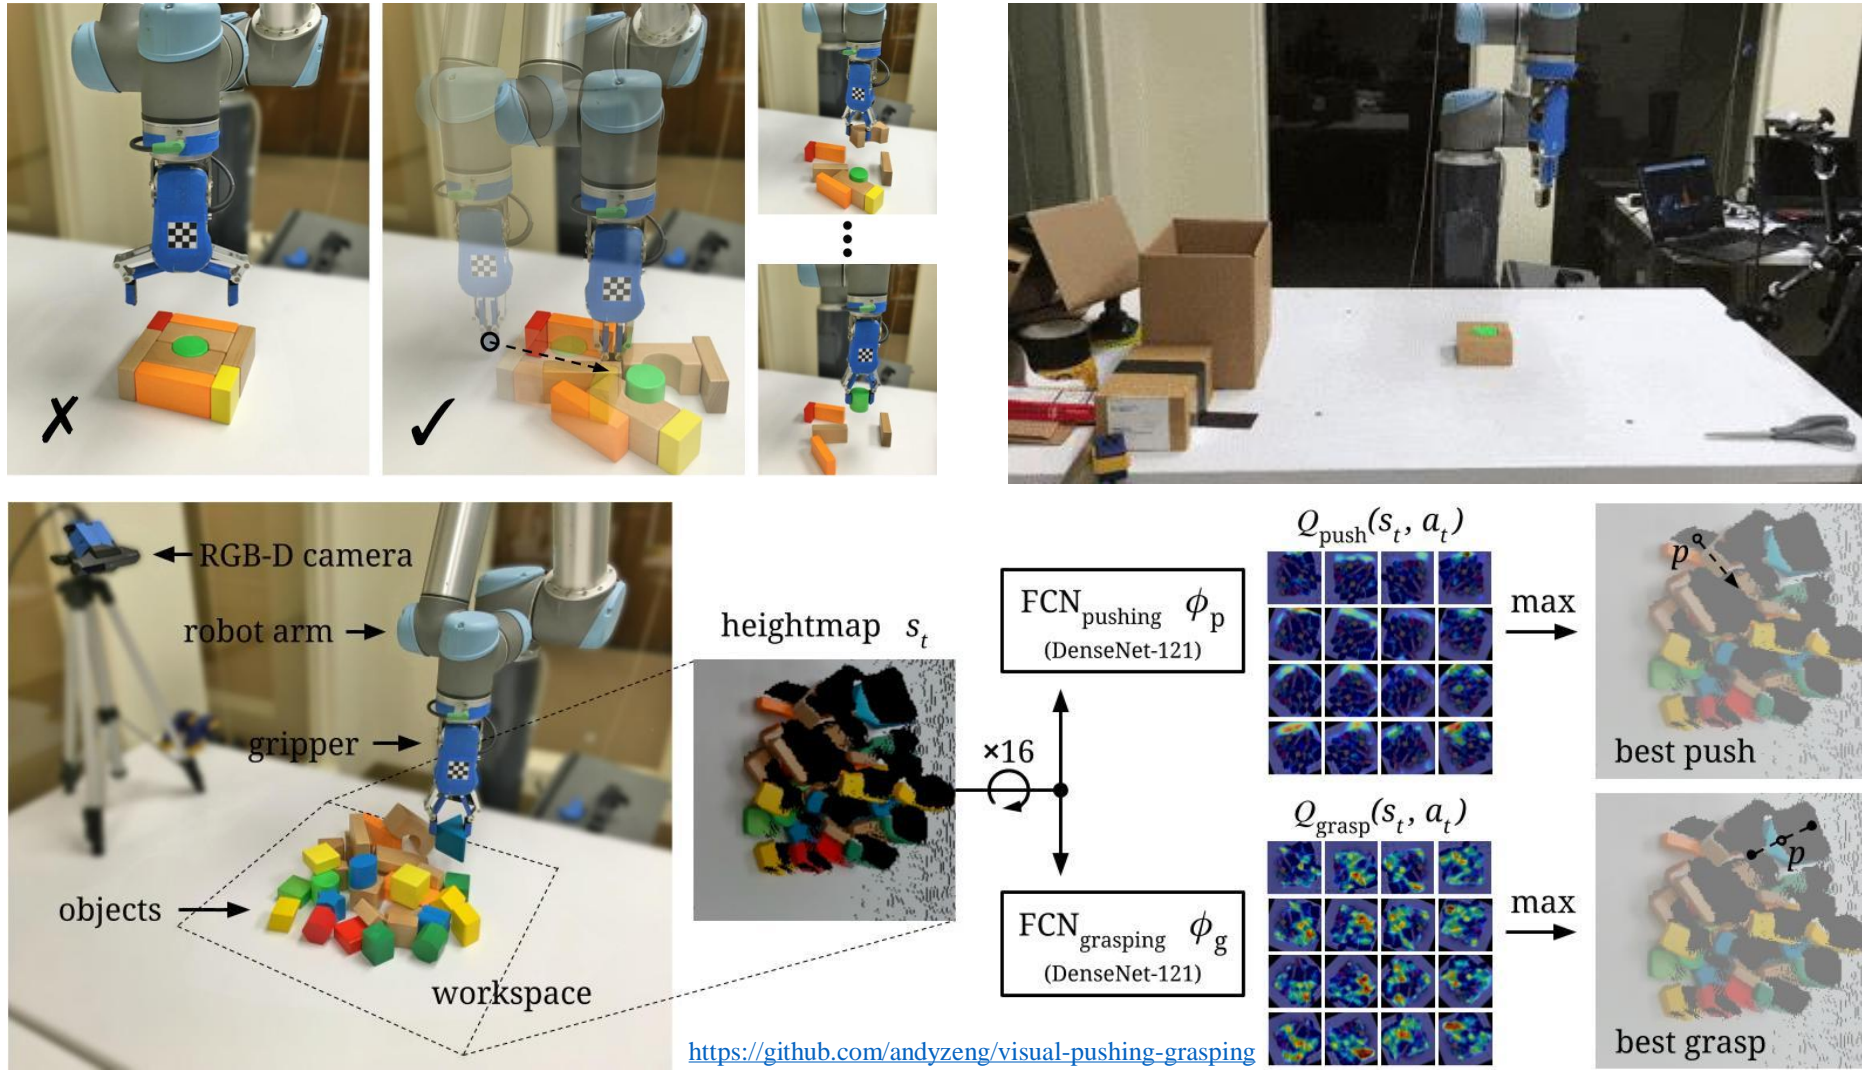 ✗
✓
RGB-D camera
robot arm
gripper
objects
workspace
heightmap s_t
×16
FCN_pushing ϕ_p
(DenseNet-121)
FCN_grasping ϕ_g
(DenseNet-121)
Q_push(s_t, a_t)
max
p
best push
Q_grasp(s_t, a_t)
max
p
best grasp
https://github.com/andyzeng/visual-pushing-grasping